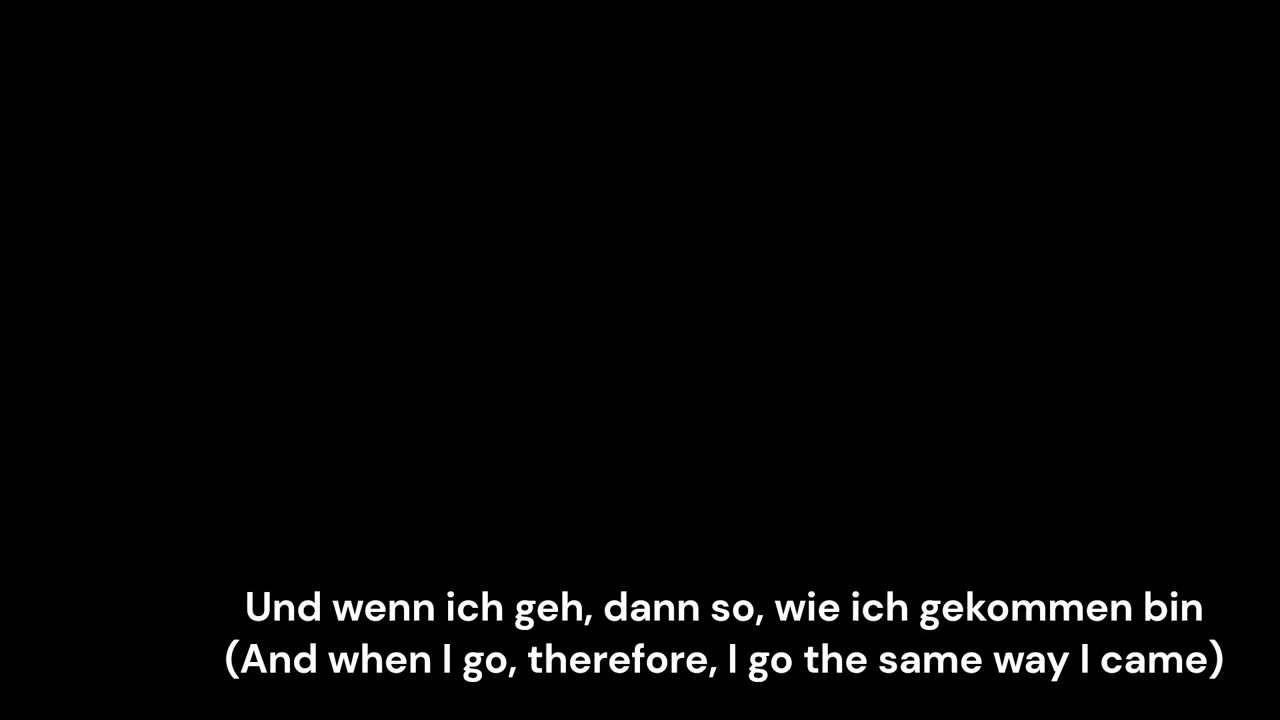 Und wenn ich geh, dann so, wie ich gekommen bin
(And when I go, therefore, I go the same way I came)